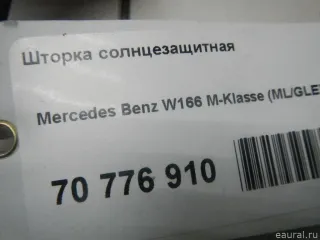 Шторка солнцезащитная
Mercedes Benz W166 M-Klasse (ML/GLE
70 776 910
eaural.ru